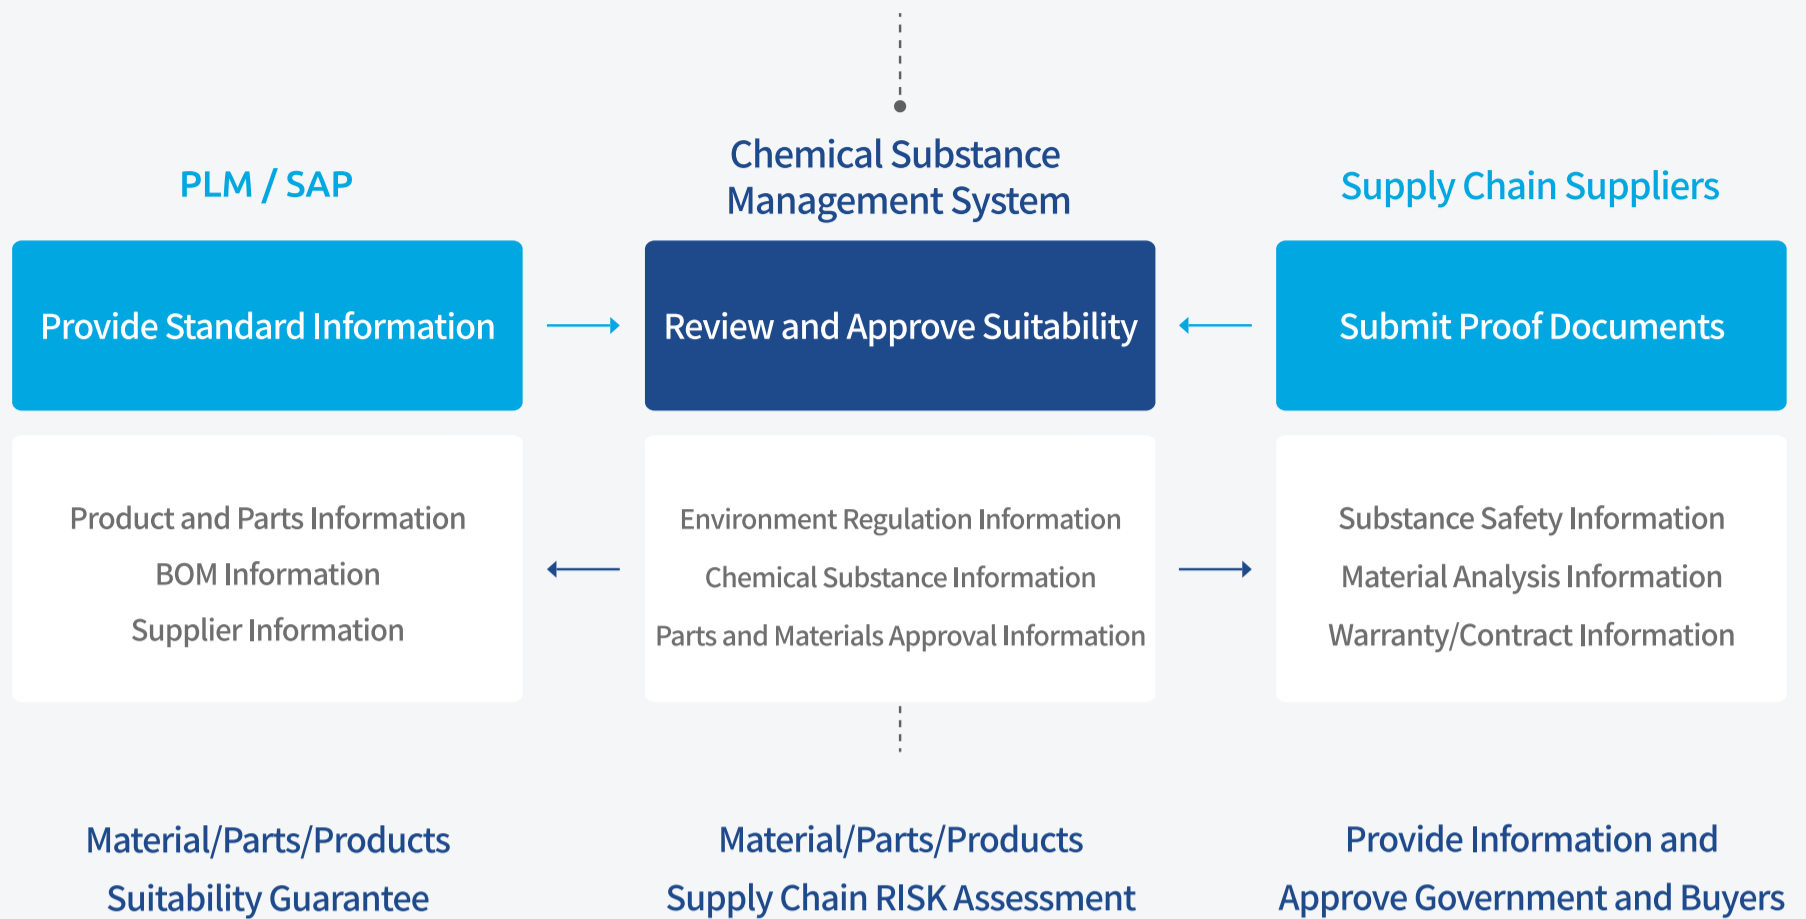 PLM / SAP
Chemical Substance
Management System
Supply Chain Suppliers
Provide Standard Information
Review and Approve Suitability
Submit Proof Documents
Product and Parts Information
BOM Information
Supplier Information
Environment Regulation Information
Chemical Substance Information
Parts and Materials Approval Information
Substance Safety Information
Material Analysis Information
Warranty/Contract Information
Material/Parts/Products
Suitability Guarantee
Material/Parts/Products
Supply Chain RISK Assessment
Provide Information and
Approve Government and Buyers